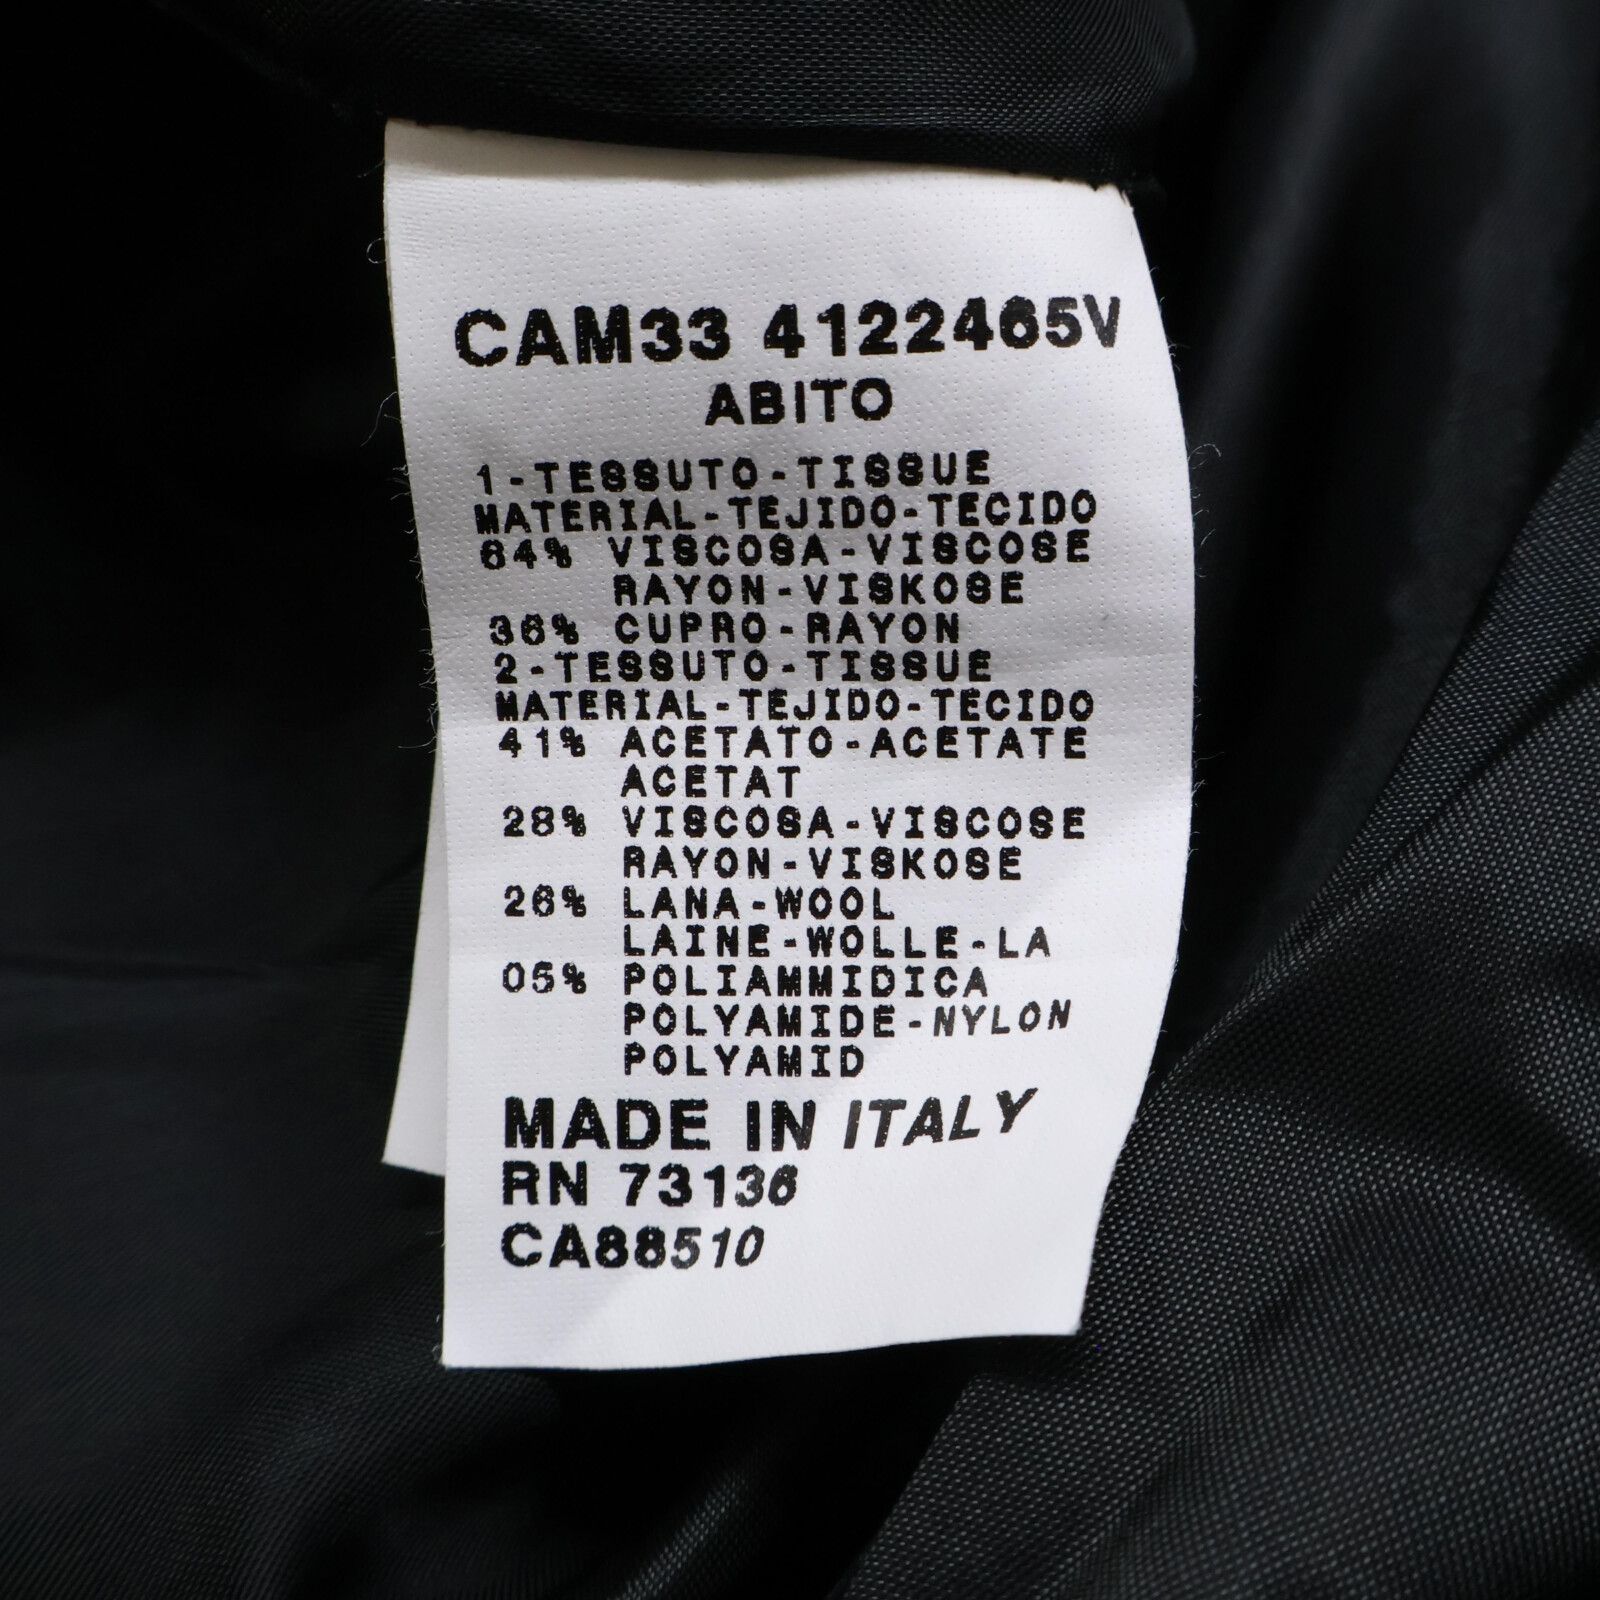 CAM33 4122465V
ABITO
1-TESSUTO-TISSUE
MATERIAL-TEJIDO-TECIDO
64% VISCOSA-VISCOSE
RAYON-VISKOSE
36% CUPRO-RAYON
2-TESSUTO-TISSUE
MATERIAL-TEJIDO-TECIDO
41% ACETATO-ACETATE
ACETAT
28% VISCOSA-VISCOSE
RAYON-VISKOSE
26% LANA-WOOL
LAINE-WOLLE-LA
05% POLIAMMIDICA
POLYAMIDE-NYLON
POLYAMID
MADE IN ITALY
RN 73136
CA88510